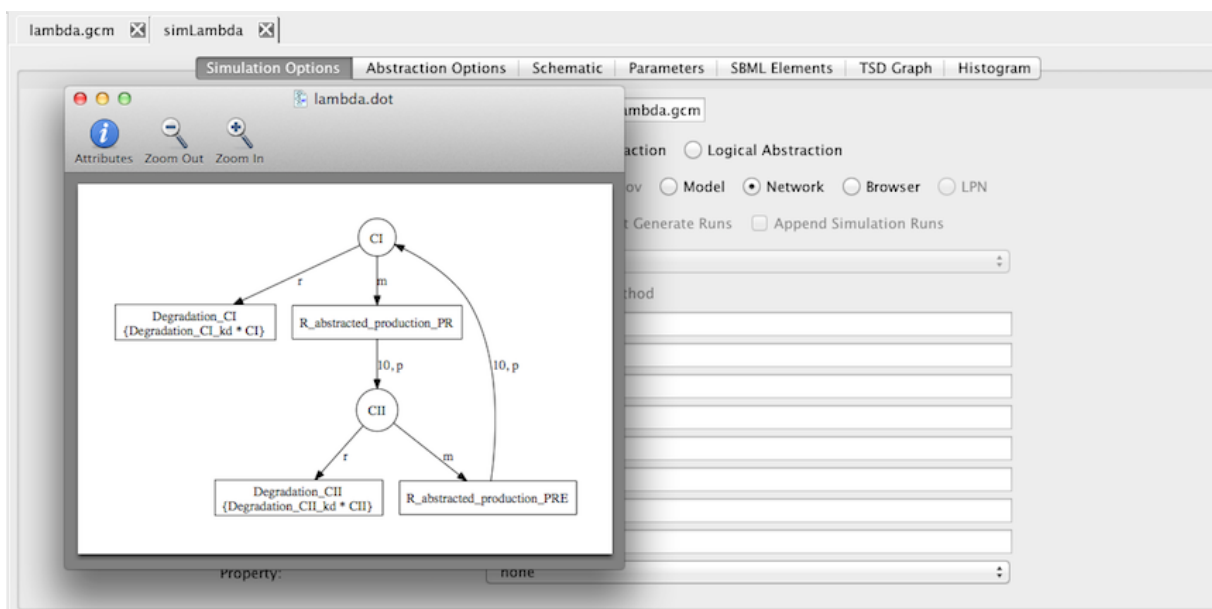 lambda.gcm
simLambda
Simulation Options
Abstraction Options
Schematic
Parameters
SBML Elements
TSD Graph
Histogram
lambda.dot
Attributes
Zoom Out
Zoom In
mbda.gcm
action
Logical Abstraction
ov
Model
Network
Browser
LPN
t Generate Runs
Append Simulation Runs
thod
CI
r
m
Degradation_CI
{Degradation_CI_kd * CI}
R_abstracted_production_PR
10, p
10, p
CII
r
m
Degradation_CII
{Degradation_CII_kd * CII}
R_abstracted_production_PRE
Property:
none